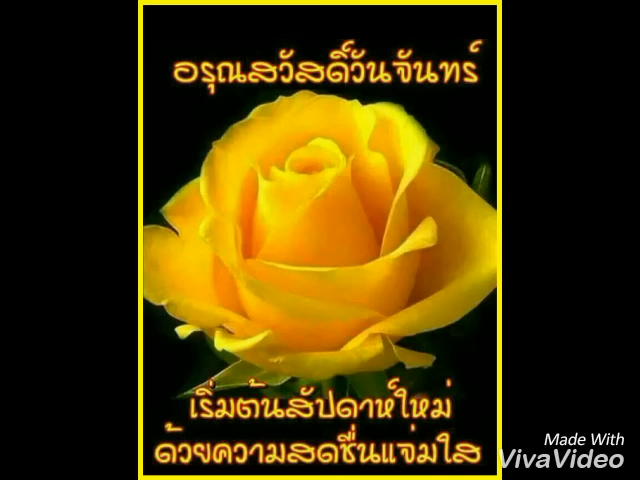 อรุณสวัสดิ์วันจันทร์
เริ่มต้นสัปดาห์ใหม่
ด้วยความสดชื่นแจ่มใส
Made With
VivaVideo